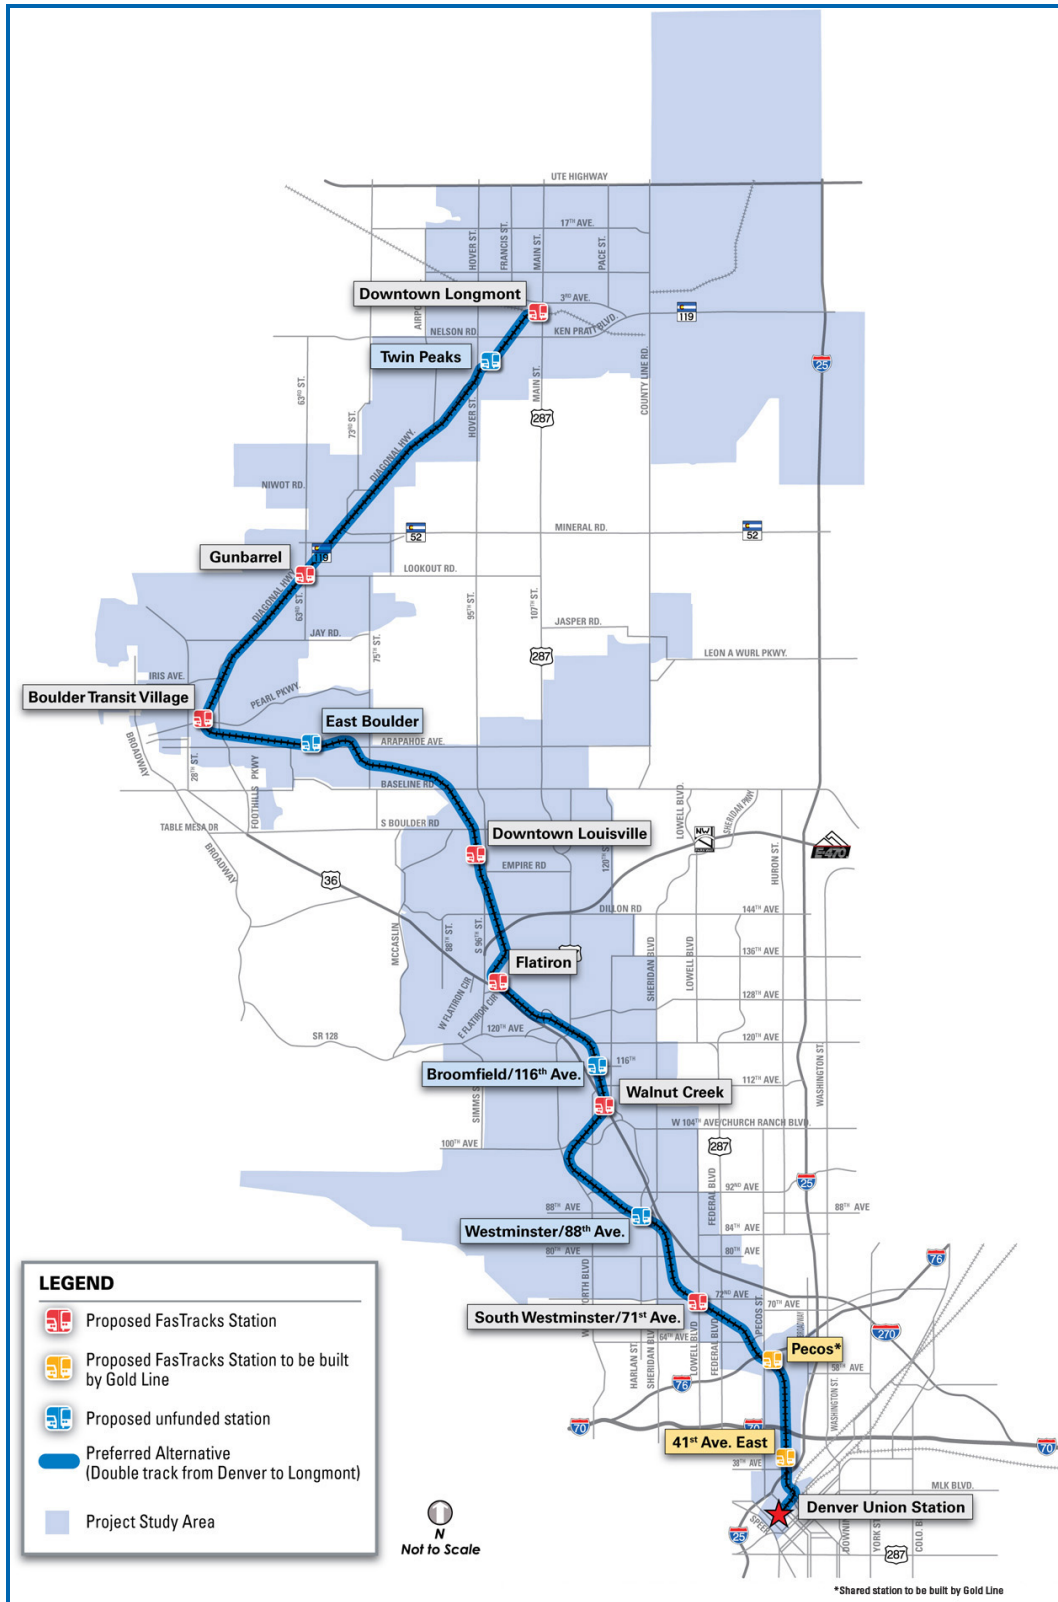 UTE HIGHWAY
17TH AVE.
HOVER ST.
FRANCIS ST.
MAIN ST.
PACE ST.
Downtown Longmont
3RD AVE.
119
NELSON RD
KEN PRATT BLVD.
Twin Peaks
25
63RD ST.
73RD ST.
HOVER ST.
MAIN ST.
COUNTY LINE RD.
287
DIAGONAL HWY.
NIWOT RD.
52
MINERAL RD.
52
Gunbarrel
119
LOOKOUT RD.
DIAGONAL HWY
63RD ST.
95TH ST.
107TH ST.
JAY RD.
75TH ST.
JASPER RD.
287
LEON A WURL PKWY.
IRIS AVE.
Boulder Transit Village
PEARL PKWY.
East Boulder
BROADWAY
ARAPAHOE AVE.
28TH ST.
FOOTHILLS PKWY
BASELINE RD
LOWELL BLVD.
SHERIDAN PKWY
TABLE MESA DR
S BOULDER RD
Downtown Louisville
NW
E-470
BROADWAY
EMPIRE RD
120TH ST.
HURON ST.
36
DILLON RD
144TH AVE
MCCASLIN
88TH ST.
S 96TH ST.
136TH AVE
Flatiron
SHERIDAN BLVD
LOWELL BLVD
W FLATIRON CIR
E FLATIRON CIR
128TH AVE
SR 128
120TH AVE
120TH AVE
116TH
WASHINGTON ST.
Broomfield/116th Ave.
112TH AVE.
Walnut Creek
W 104TH AVE/CHURCH RANCH BLVD.
100TH AVE
287
25
92ND AVE
FEDERAL BLVD
88TH AVE
88TH AVE
Westminster/88th Ave.
84TH AVE
80TH AVE
80TH AVE
76
72ND AVE
PECOS ST.
70TH AVE
South Westminster/71st Ave.
270
64TH AVE
Pecos*
HARLAN ST.
LOWELL BLVD
FEDERAL BLVD
58TH AVE
76
WASHINGTON ST.
70
41st Ave. East
70
38TH AVE
MLK BLVD.
Denver Union Station
25
YORK ST
287
LEGEND
Proposed FasTracks Station
Proposed FasTracks Station to be built
by Gold Line
Proposed unfunded station
Preferred Alternative
(Double track from Denver to Longmont)
Project Study Area
N
Not to Scale
*Shared station to be built by Gold Line